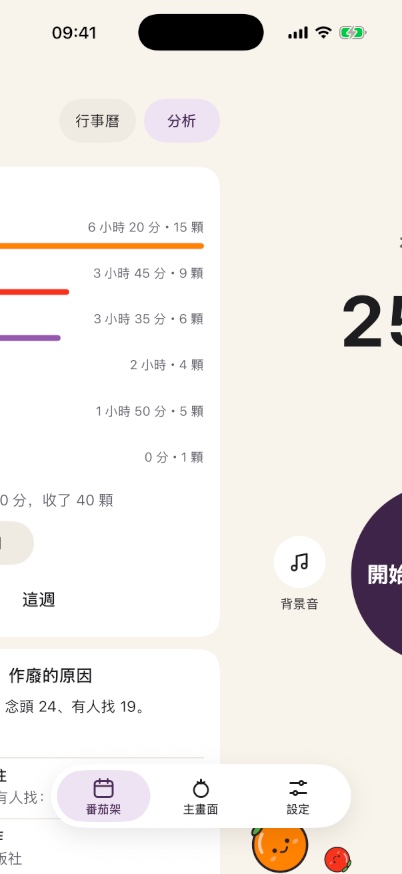 09:41
行事曆
分析
6 小時 20 分・15 顆
3 小時 45 分・9 顆
3 小時 35 分・6 顆
2 小時・4 顆
1 小時 50 分・5 顆
0 分・1 顆
0 分，收了 40 顆
這週
25
開始
背景音
作廢的原因
念頭 24、有人找 19。
主
有人找：
版社
番茄架
主畫面
設定